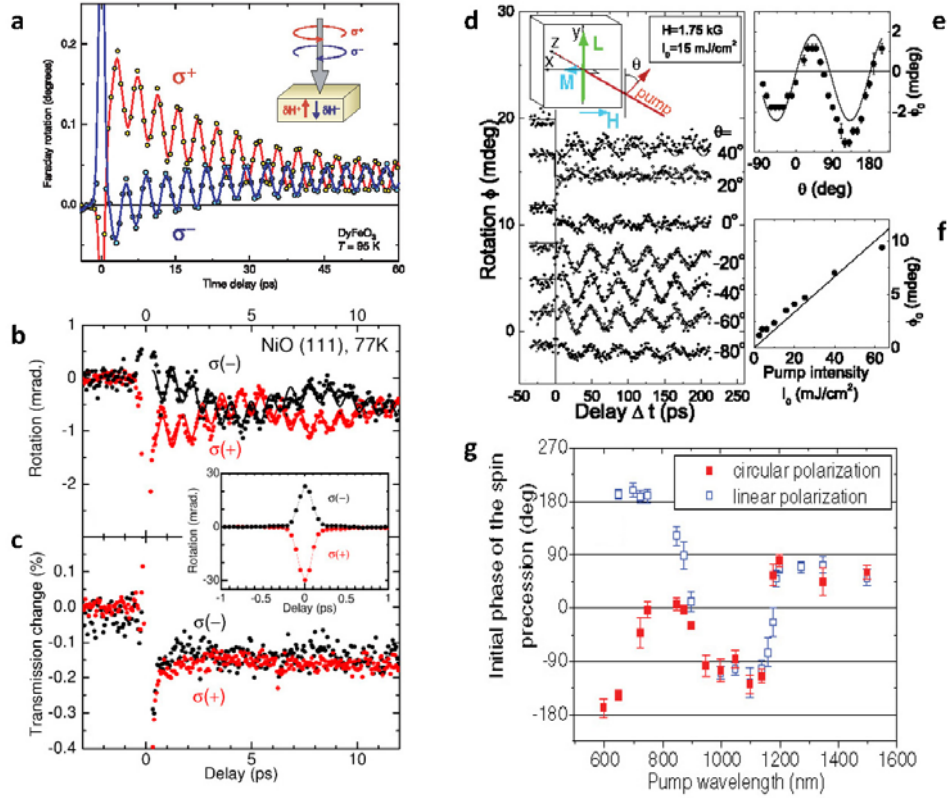 a
0.2
0.1
0.0
Faraday rotation (degrees)
σ+
σ−
σ+
σ−
δH+
δH−
DyFeO3
T = 95 K
0 15 30 45 60
Time delay (ps)
b
0 5 10
1
0
-1
-2
Rotation (mrad.)
NiO (111), 77K
σ(−)
σ(+)
30
0
-30
Rotation (mrad.)
σ(−)
σ(+)
-1 -0.5 0 0.5 1
Delay (ps)
c
0.1
0.0
-0.1
-0.2
-0.3
-0.4
Transmission change (%)
σ(−)
σ(+)
0 5 10
Delay (ps)
d
30
20
10
0
Rotation ϕ (mdeg)
y
L
Z
X
M
θ
pump
H
H=1.75 kG
I0=15 mJ/cm2
θ=
40°
20°
0°
-20°
-40°
-60°
-80°
-50 0 50 100 150 200 250
Delay Δ t (ps)
e
2
0
-2
ϕ0 (mdeg)
-90 0 90 180
θ (deg)
f
10
5
0
ϕ0 (mdeg)
0 20 40 60
Pump intensity
I0 (mJ/cm2)
g
270
180
90
0
-90
-180
Initial phase of the spin
precession (deg)
circular polarization
linear polarization
600 800 1000 1200 1400 1600
Pump wavelength (nm)